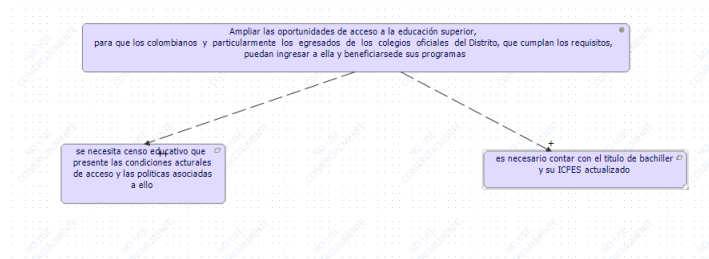 Ampliar las oportunidades de acceso a la educación superior,
para que los colombianos y particularmente los egresados de los colegios oficiales del Distrito, que cumplan los requisitos,
puedan ingresar a ella y beneficiarsede sus programas
se necesita censo educativo que
presente las condiciones acturales
de acceso y las politicas asociadas
a ello
++
+
es necesario contar con el titulo de bachiller
y su ICFES actualizado
NO USE
COMERCIALMENTE